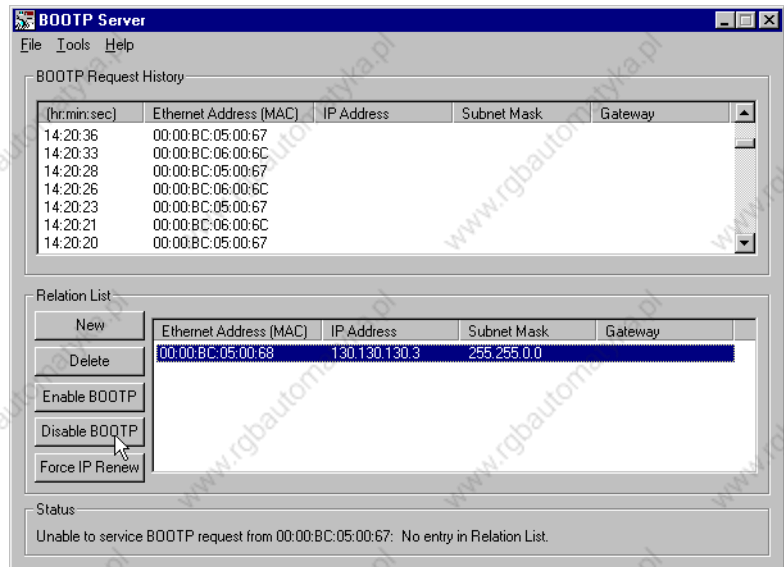 BOOTP Server
File Tools Help
BOOTP Request History
(hr:min:sec) Ethernet Address (MAC) IP Address Subnet Mask Gateway
14:20:36 00:00:BC:05:00:67
14:20:33 00:00:BC:06:00:6C
14:20:28 00:00:BC:05:00:67
14:20:26 00:00:BC:06:00:6C
14:20:23 00:00:BC:05:00:67
14:20:21 00:00:BC:06:00:6C
14:20:20 00:00:BC:05:00:67
Relation List
New
Delete
Enable BOOTP
Disable BOOTP
Force IP Renew
Ethernet Address (MAC) IP Address Subnet Mask Gateway
00:00:BC:05:00:68 130.130.130.3 255.255.0.0
Status
Unable to service BOOTP request from 00:00:BC:05:00:67: No entry in Relation List.
www.rgbautomatyka.pl